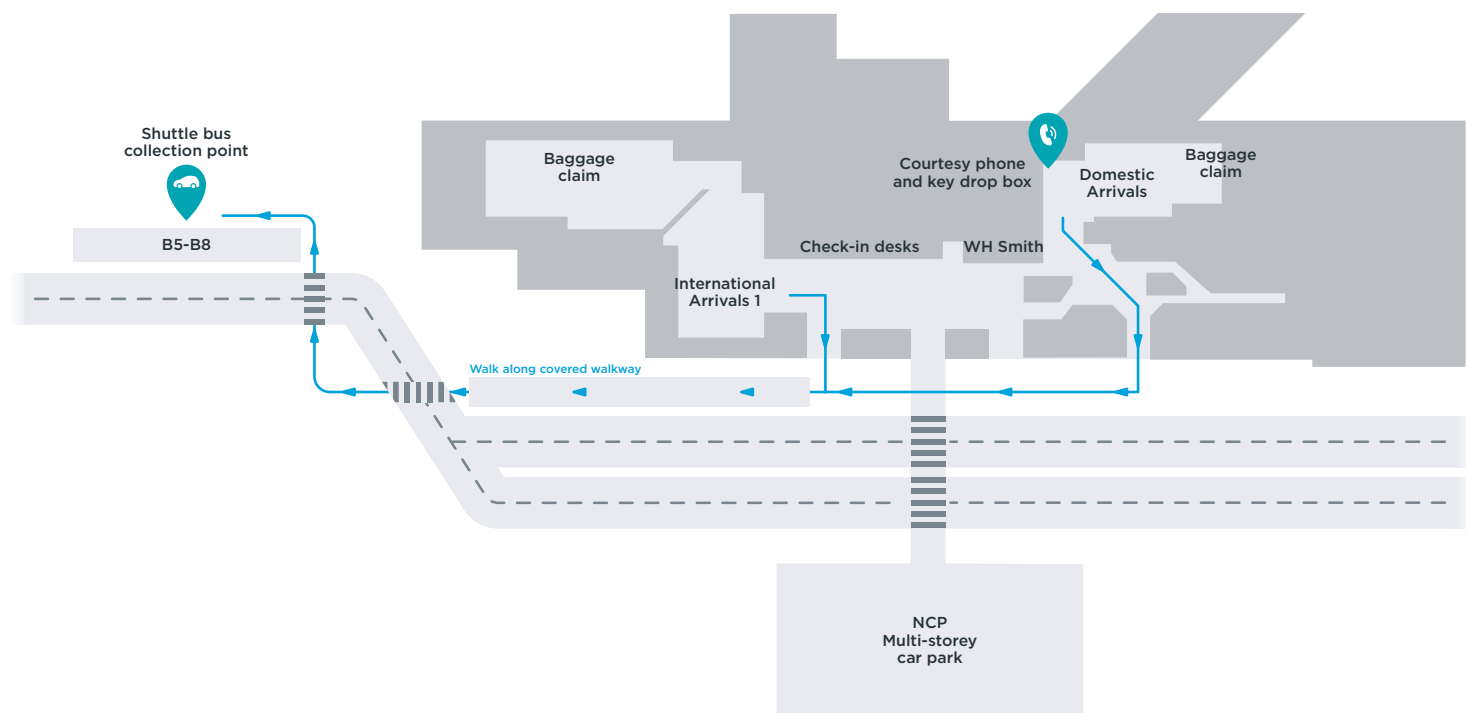 Shuttle bus
collection point
B5-B8
Baggage
claim
Courtesy phone
and key drop box
Domestic
Arrivals
Baggage
claim
Check-in desks
WH Smith
International
Arrivals 1
Walk along covered walkway
NCP
Multi-storey
car park